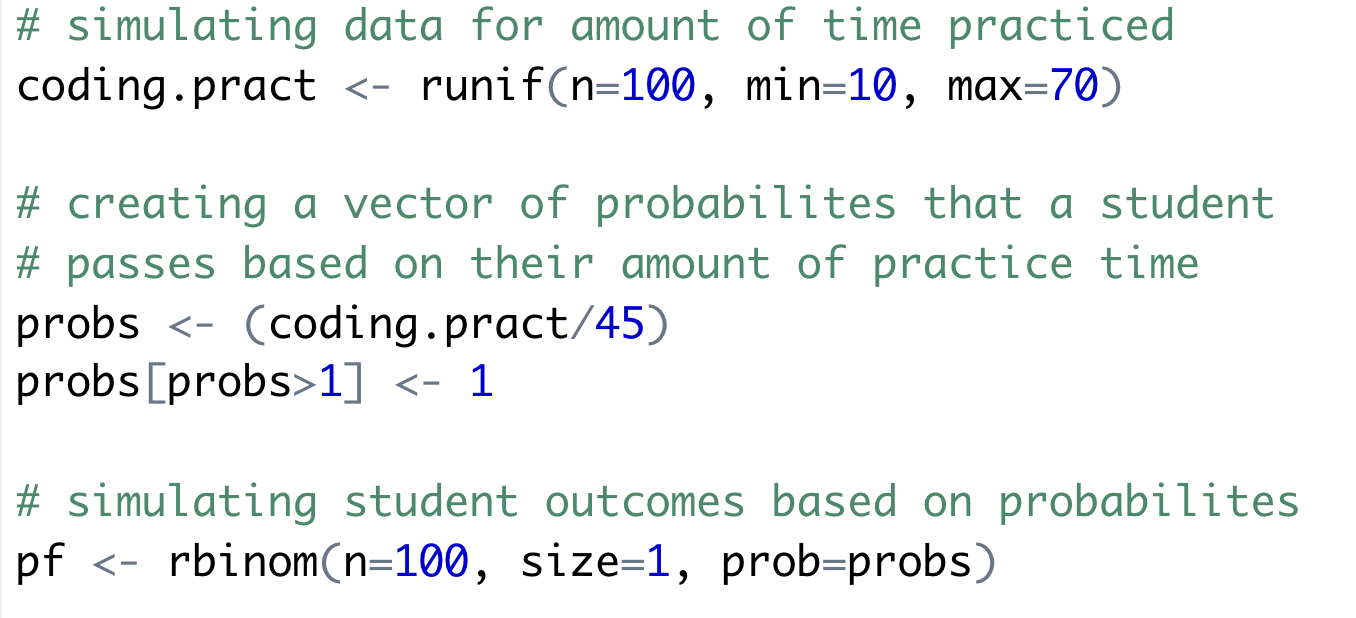 # simulating data for amount of time practiced
coding.pract <- runif(n=100, min=10, max=70)
# creating a vector of probabilites that a student
# passes based on their amount of practice time
probs <- (coding.pract/45)
probs[probs>1] <- 1
# simulating student outcomes based on probabilites
pf <- rbinom(n=100, size=1, prob=probs)